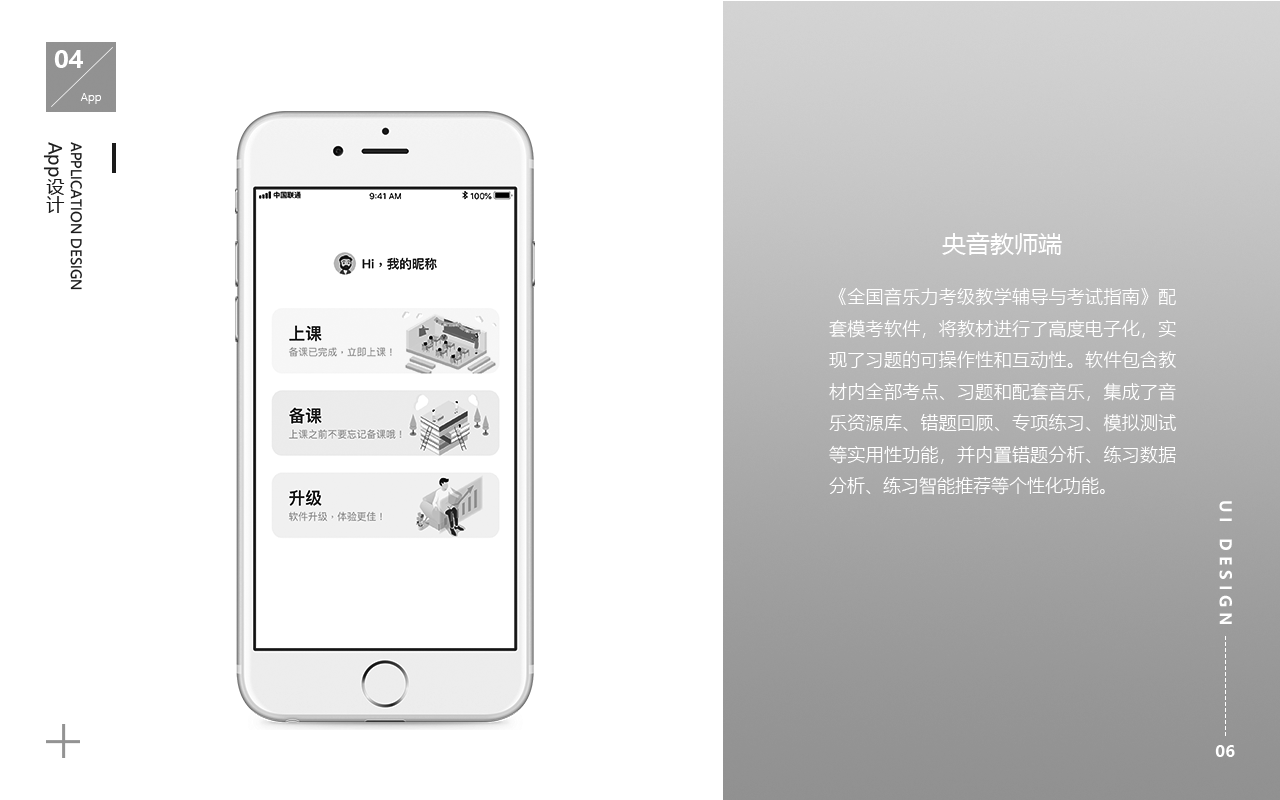 04
App
APPLICATION DESIGN
App设计
中国联通
9:41 AM
100%
Hi，我的昵称
上课
备课已完成，立即上课！
备课
上课之前不要忘记备课哦！
升级
软件升级，体验更佳！
央音教师端
《全国音乐力考级教学辅导与考试指南》配
套模考软件，将教材进行了高度电子化，实
现了习题的可操作性和互动性。软件包含教
材内全部考点、习题和配套音乐，集成了音
乐资源库、错题回顾、专项练习、模拟测试
等实用性功能，并内置错题分析、练习数据
分析、练习智能推荐等个性化功能。
UI DESIGN
06